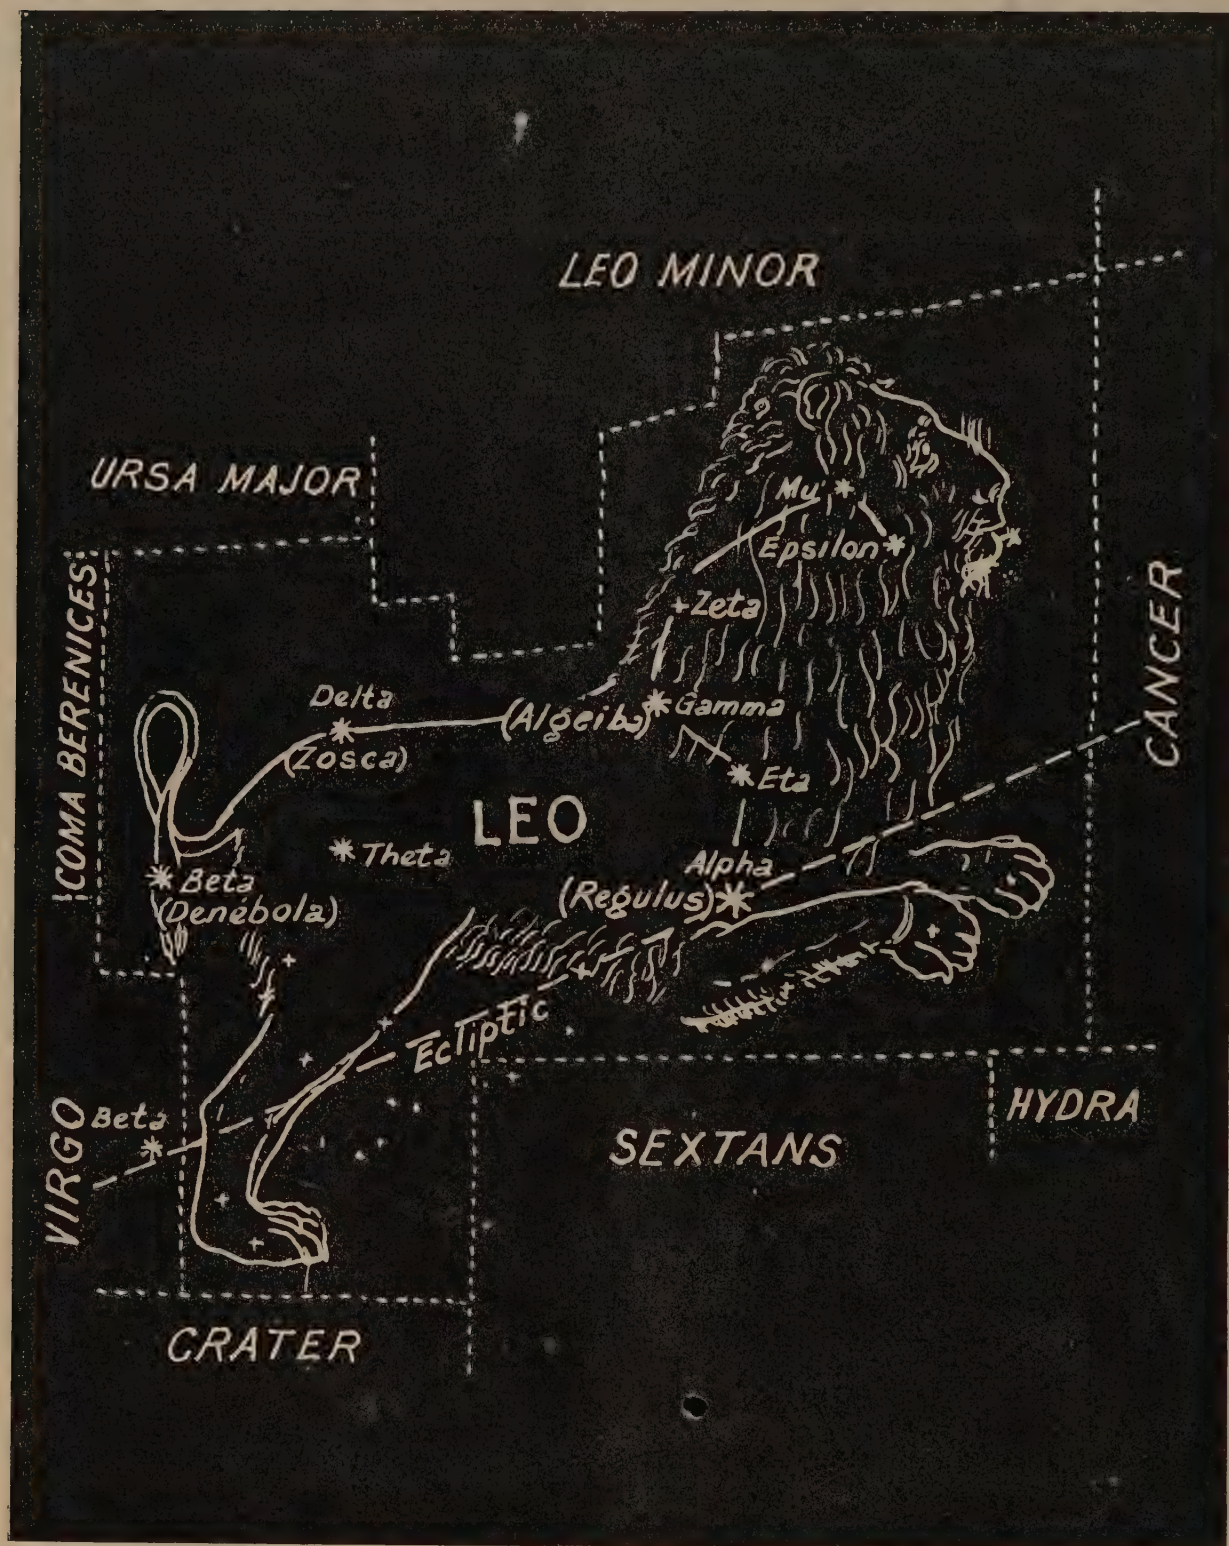 LEO MINOR
URSA MAJOR
COMA BERENICES
CANCER
Mu
Epsilon
Zeta
Delta
(Zosca)
(Algeiba)
Gamma
Eta
LEO
Theta
Alpha
(Regulus)
Beta
(Denebola)
Ecliptic
VIRGO
Beta
SEXTANS
HYDRA
CRATER